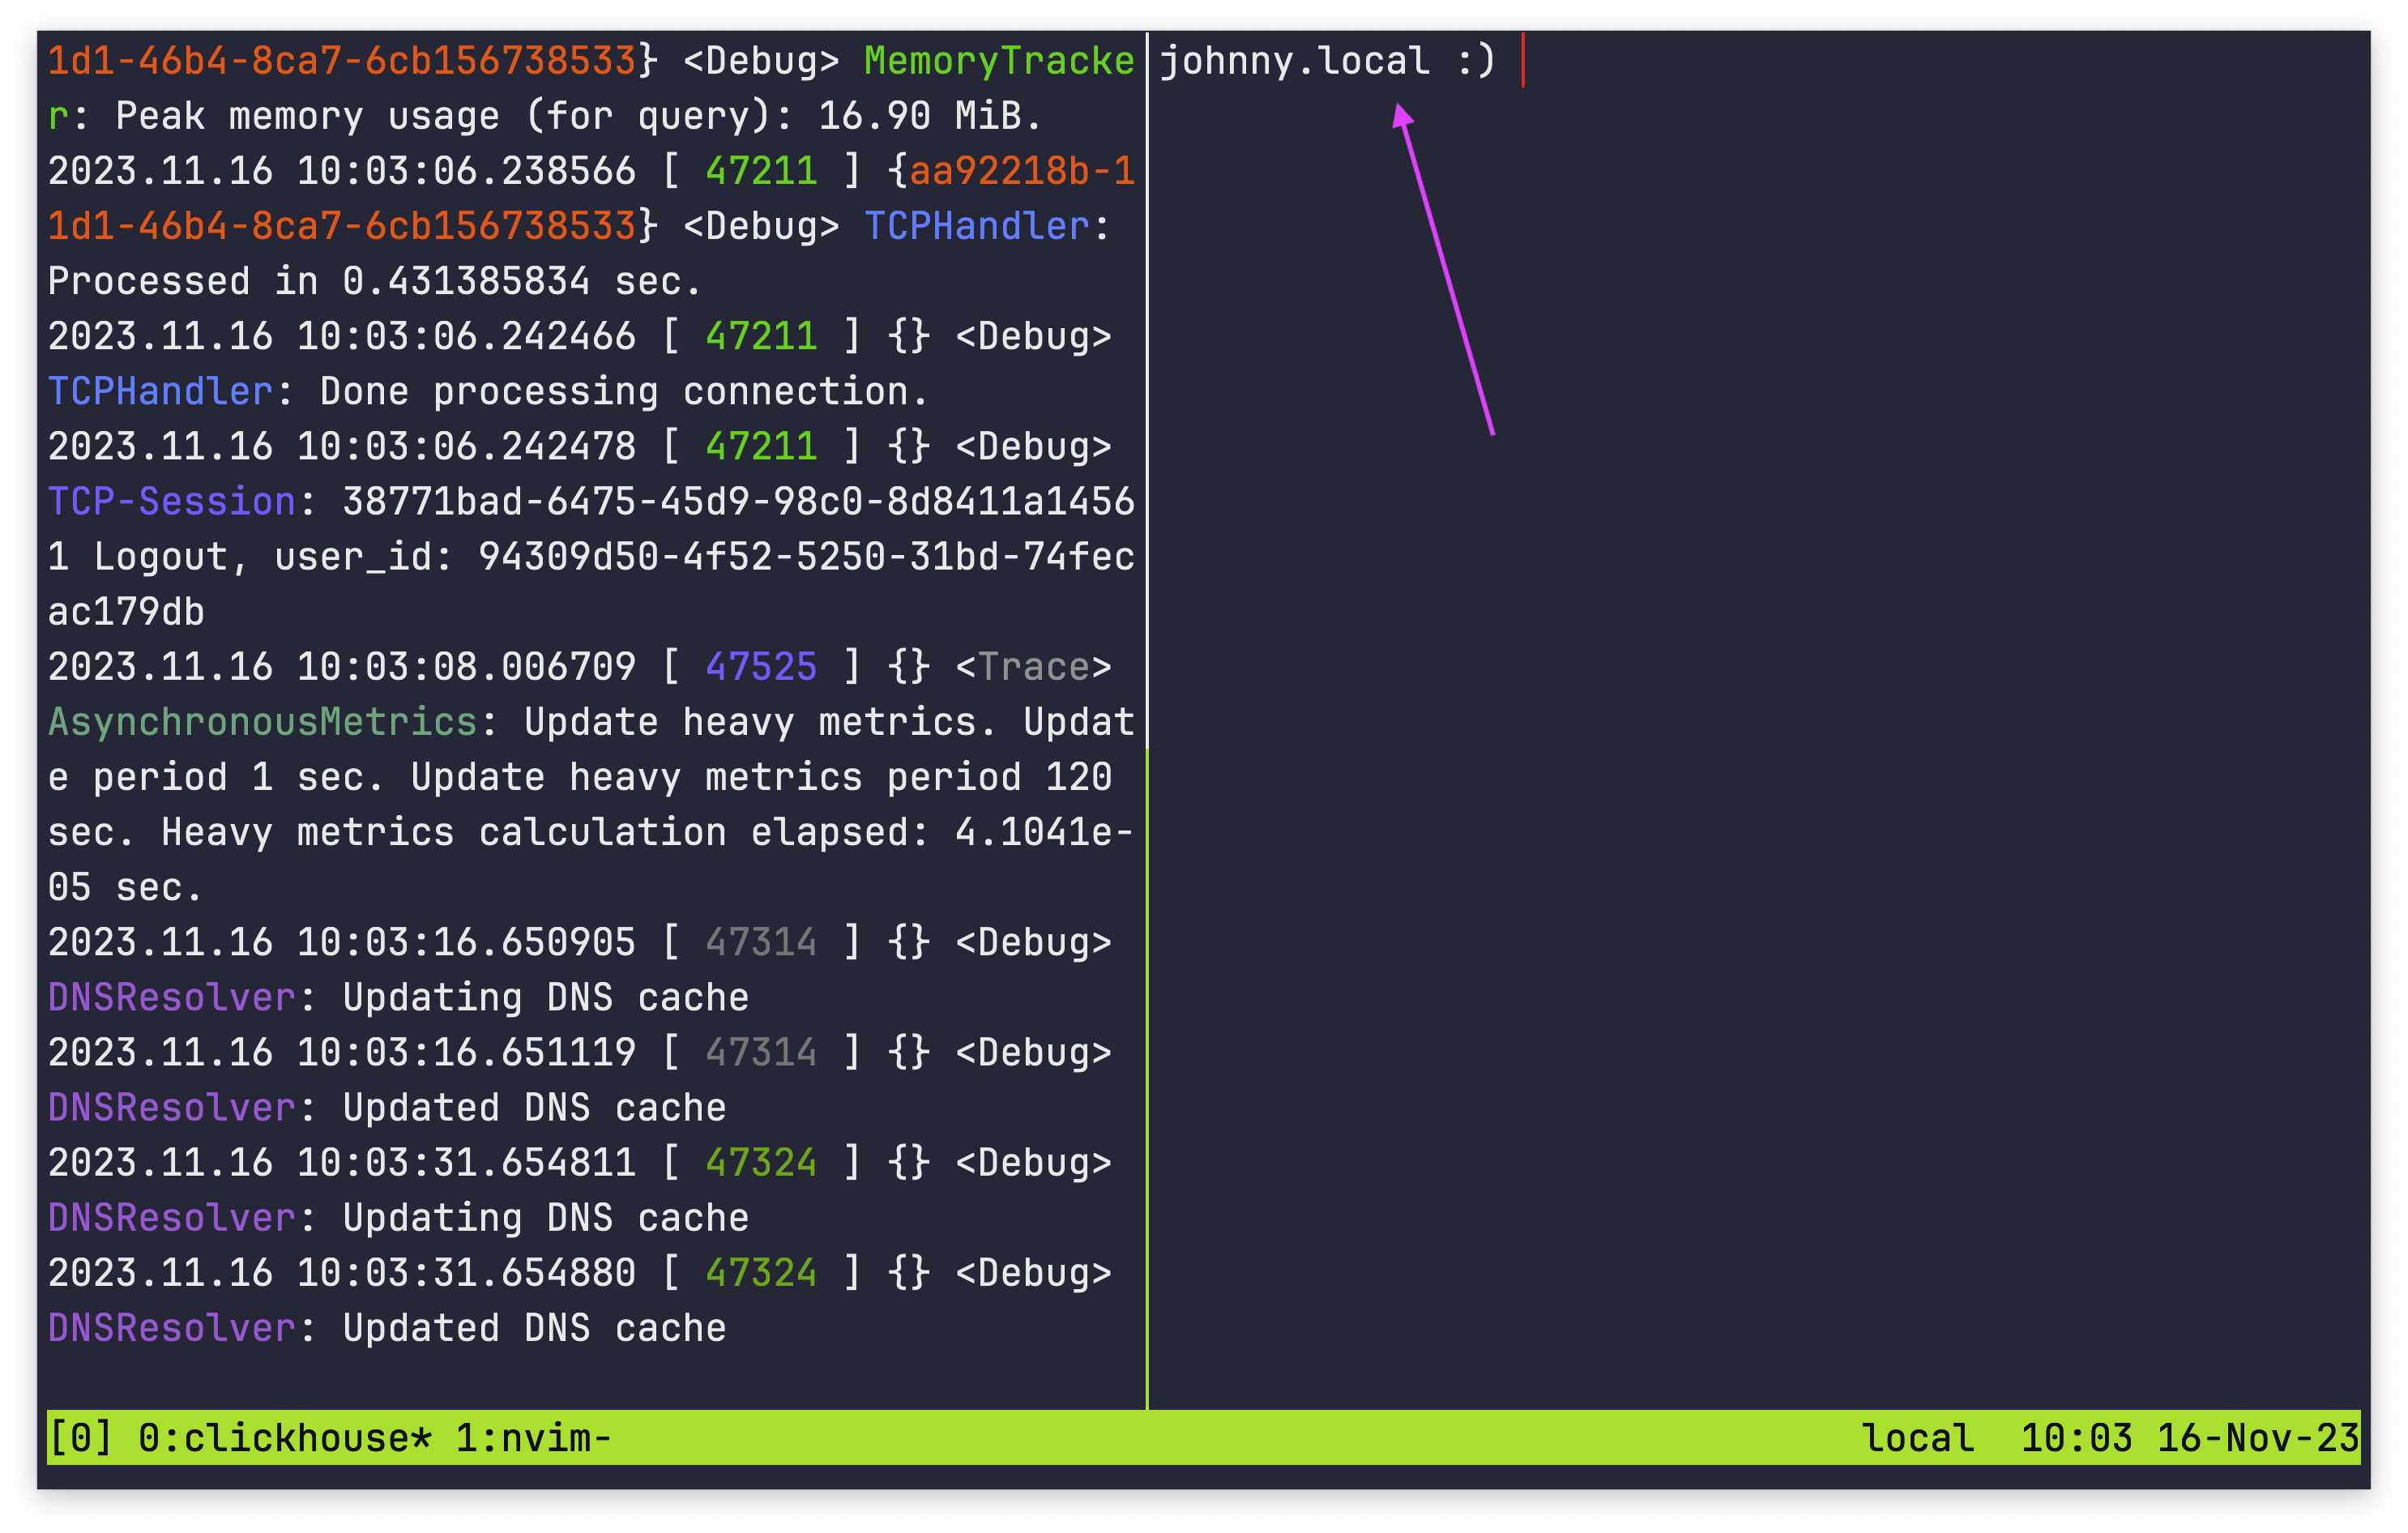 1d1-46b4-8ca7-6cb156738533} <Debug> MemoryTracke
r: Peak memory usage (for query): 16.90 MiB.
2023.11.16 10:03:06.238566 [ 47211 ] {aa92218b-1
1d1-46b4-8ca7-6cb156738533} <Debug> TCPHandler:
Processed in 0.431385834 sec.
2023.11.16 10:03:06.242466 [ 47211 ] {} <Debug>
TCPHandler: Done processing connection.
2023.11.16 10:03:06.242478 [ 47211 ] {} <Debug>
TCP-Session: 38771bad-6475-45d9-98c0-8d8411a1456
1 Logout, user_id: 94309d50-4f52-5250-31bd-74fec
ac179db
2023.11.16 10:03:08.006709 [ 47525 ] {} <Trace>
AsynchronousMetrics: Update heavy metrics. Updat
e period 1 sec. Update heavy metrics period 120
sec. Heavy metrics calculation elapsed: 4.1041e-
05 sec.
2023.11.16 10:03:16.650905 [ 47314 ] {} <Debug>
DNSResolver: Updating DNS cache
2023.11.16 10:03:16.651119 [ 47314 ] {} <Debug>
DNSResolver: Updated DNS cache
2023.11.16 10:03:31.654811 [ 47324 ] {} <Debug>
DNSResolver: Updating DNS cache
2023.11.16 10:03:31.654880 [ 47324 ] {} <Debug>
DNSResolver: Updated DNS cache
johnny.local :)
[0] 0:clickhouse* 1:nvim- local 10:03 16-Nov-23